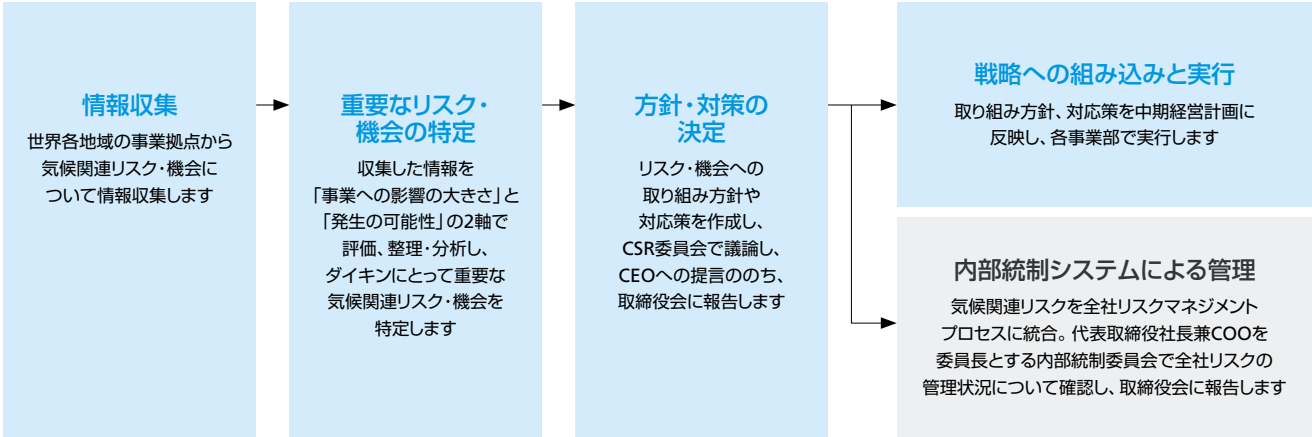 情報収集
世界各地域の事業拠点から
気候関連リスク・機会に
ついて情報収集します
重要なリスク・
機会の特定
収集した情報を
「事業への影響の大きさ」と
「発生の可能性」の2軸で
評価、整理・分析し、
ダイキンにとって重要な
気候関連リスク・機会を
特定します
方針・対策の
決定
リスク・機会への
取り組み方針や
対応策を作成し、
CSR委員会で議論し、
CEOへの提言ののち、
取締役会に報告します
戦略への組み込みと実行
取り組み方針、対応策を中期経営計画に
反映し、各事業部で実行します
内部統制システムによる管理
気候関連リスクを全社リスクマネジメント
プロセスに統合。代表取締役社長兼COOを
委員長とする内部統制委員会で全社リスクの
管理状況について確認し、取締役会に報告します